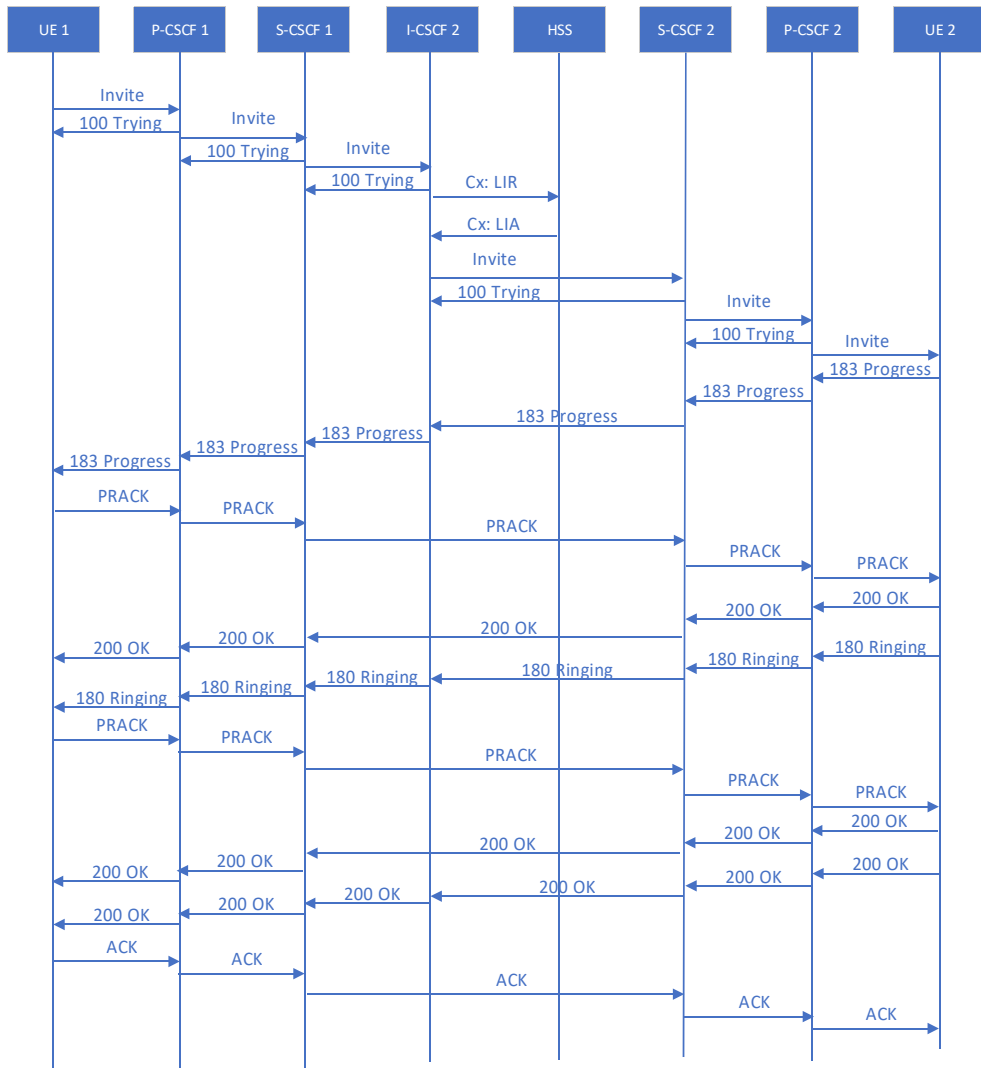 UE 1
P-CSCF 1
S-CSCF 1
I-CSCF 2
HSS
S-CSCF 2
P-CSCF 2
UE 2
Invite
100 Trying
Invite
100 Trying
Invite
100 Trying
Cx: LIR
Cx: LIA
Invite
100 Trying
Invite
100 Trying
Invite
183 Progress
183 Progress
183 Progress
183 Progress
183 Progress
183 Progress
PRACK
PRACK
PRACK
PRACK
PRACK
200 OK
200 OK
200 OK
200 OK
200 OK
180 Ringing
180 Ringing
180 Ringing
180 Ringing
180 Ringing
180 Ringing
PRACK
PRACK
PRACK
PRACK
PRACK
200 OK
200 OK
200 OK
200 OK
200 OK
200 OK
200 OK
200 OK
200 OK
200 OK
200 OK
ACK
ACK
ACK
ACK
ACK